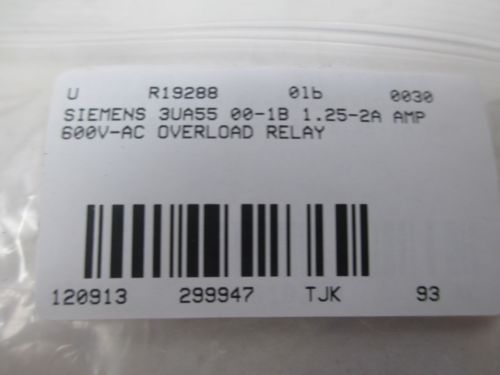 U R19288 01b 0030
SIEMENS 3UA55 00-1B 1.25-2A AMP
600V-AC OVERLOAD RELAY
120913 299947 TJK 93